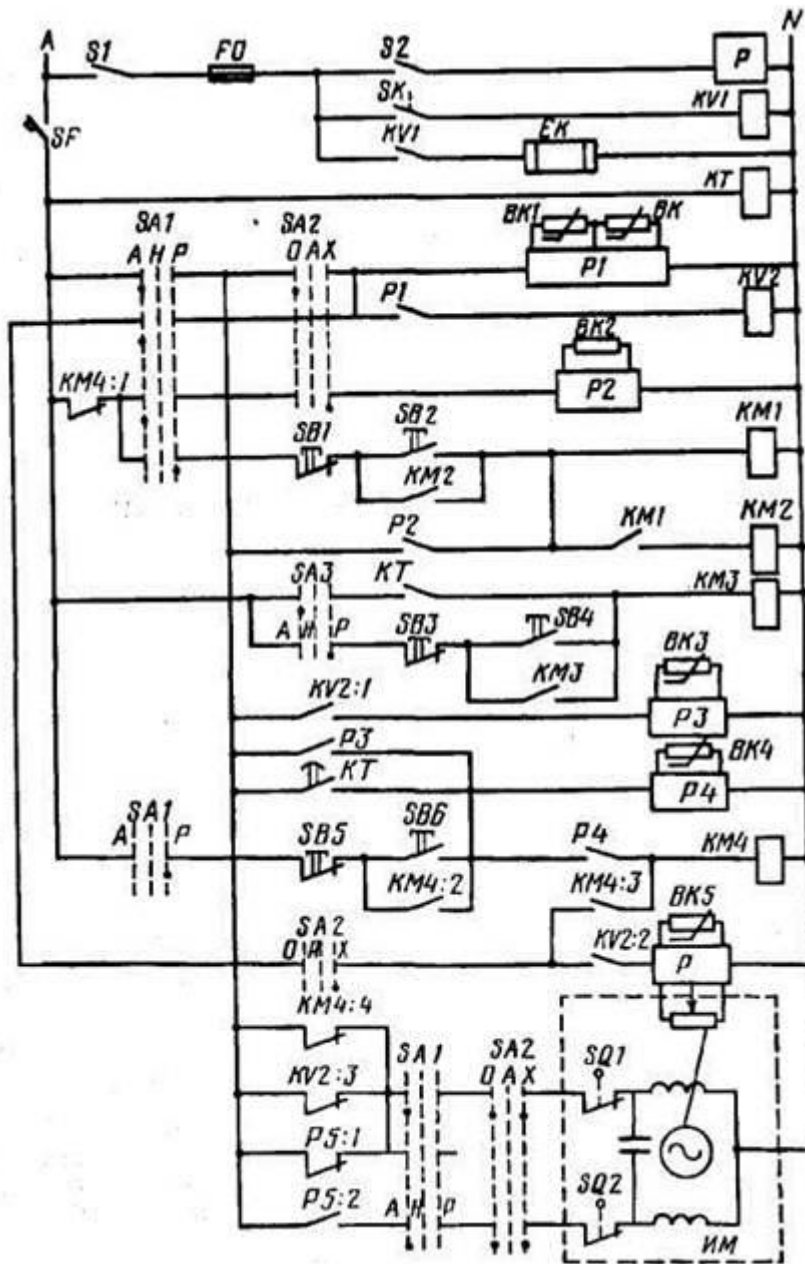 A N
S1 F0 S2 P
SK KV1
SF KV1 EK
KT
SA1 SA2 BK1 BK
А Н Р О А Х P1
P1 KV2
BK2
KM4:1 P2
SB1 SB2 KM1
KM2
P2 KM1 KM2
SA3 KT KM3
А Н Р SB3 SB4
KM3 BK3
KV2:1 P3
P3 BK4
KT P4
SA1
А Р SB5 SB6 P4 KM4
KM4:2 KM4:3 BK5
SA2 KV2:2
О Я Х P
KM4:4
SA1 SA2 SQ1
KV2:3 О А Х
P5:1
P5:2 А Н Р SQ2
ИМ